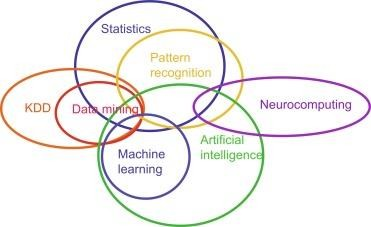 Statistics
Pattern
recognition
KDD
Data mining
Neurocomputing
Artificial
intelligence
Machine
learning